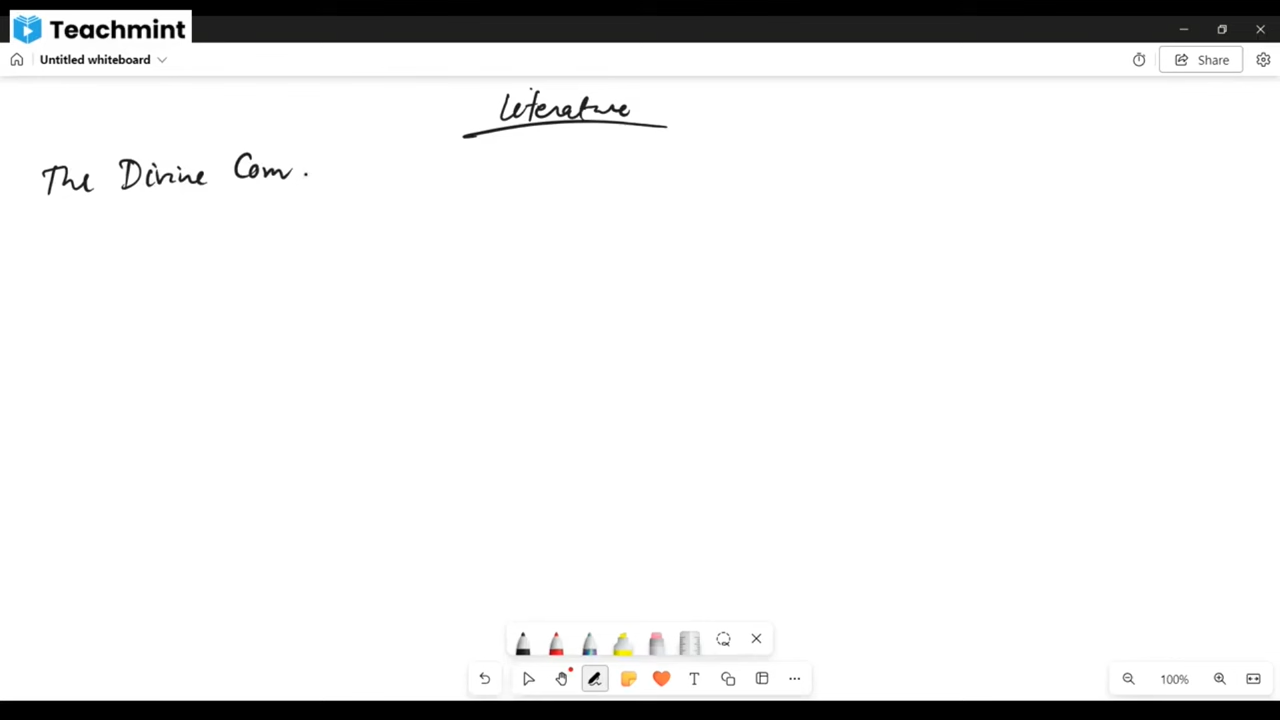 Teachmint
Untitled whiteboard
Share
Literature
The Divine Com.
T
100%